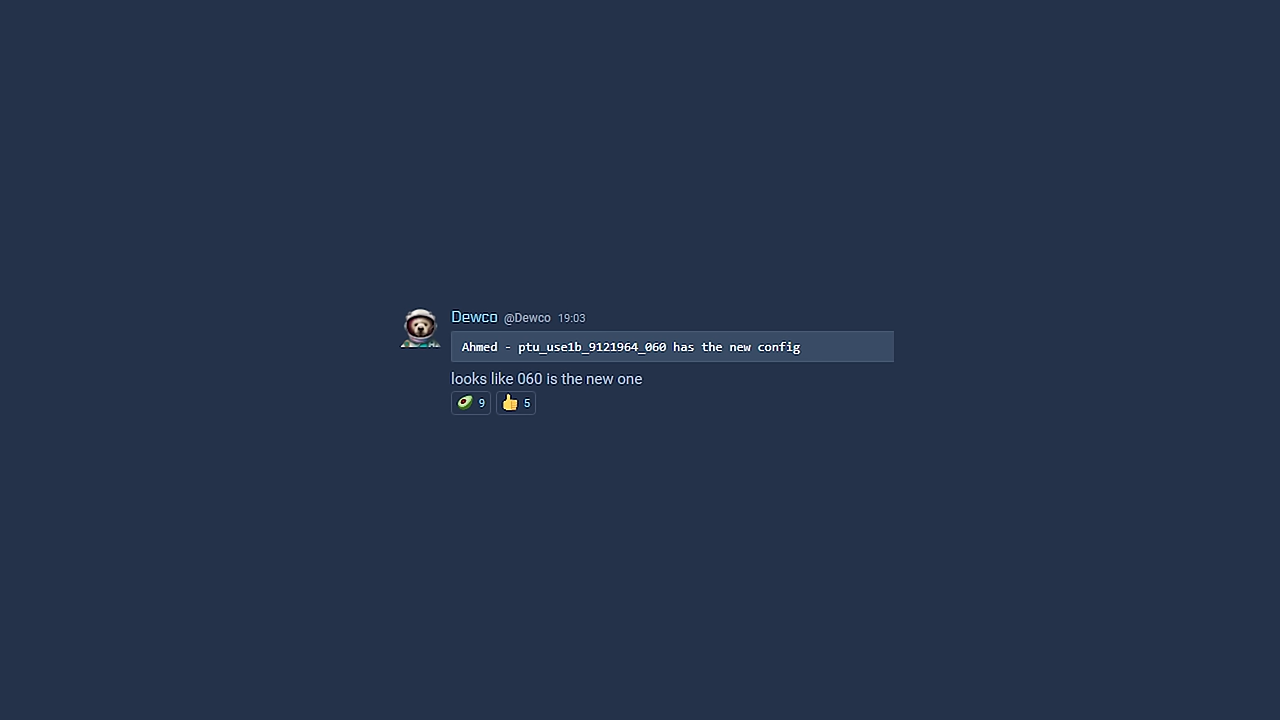 Dewco @Dewco 19:03
Ahmed - ptu_use1b_9121964_060 has the new config
looks like 060 is the new one
9 5